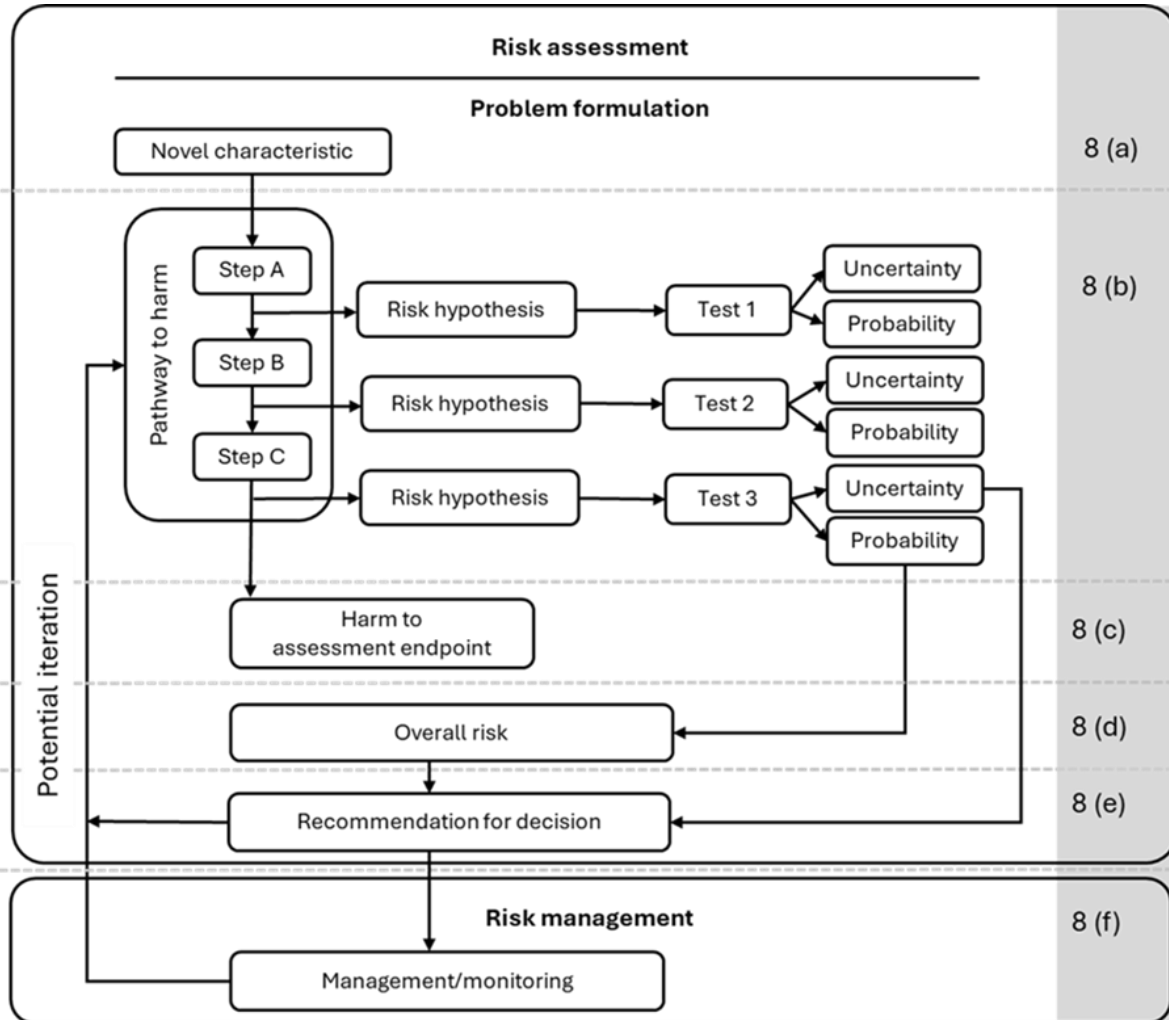 Risk assessment
Problem formulation
Novel characteristic
8 (a)
Pathway to harm
Step A
Risk hypothesis
Test 1
Uncertainty
Probability
8 (b)
Step B
Risk hypothesis
Test 2
Uncertainty
Probability
Step C
Risk hypothesis
Test 3
Uncertainty
Probability
Potential iteration
Harm to
assessment endpoint
8 (c)
Overall risk
8 (d)
Recommendation for decision
8 (e)
Risk management
8 (f)
Management/monitoring